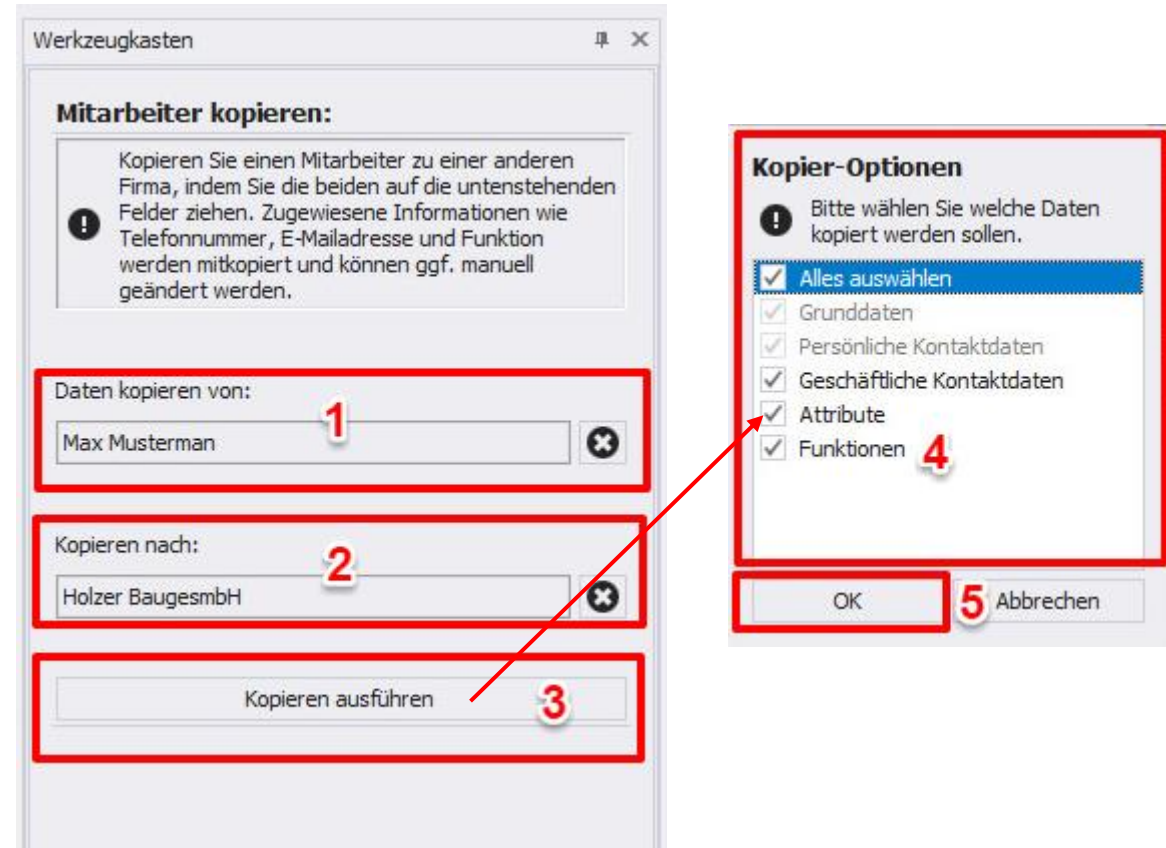 Werkzeugkasten
Mitarbeiter kopieren:
Kopieren Sie einen Mitarbeiter zu einer anderen
Firma, indem Sie die beiden auf die untenstehenden
Felder ziehen. Zugewiesene Informationen wie
Telefonnummer, E-Mailadresse und Funktion
werden mitkopiert und können ggf. manuell
geändert werden.
Daten kopieren von:
1
Max Musterman
Kopieren nach:
2
Holzer BaugesmbH
Kopieren ausführen
3
Kopier-Optionen
Bitte wählen Sie welche Daten
kopiert werden sollen.
Alles auswählen
Grunddaten
Persönliche Kontaktdaten
Geschäftliche Kontaktdaten
Attribute
Funktionen
4
OK
5
Abbrechen